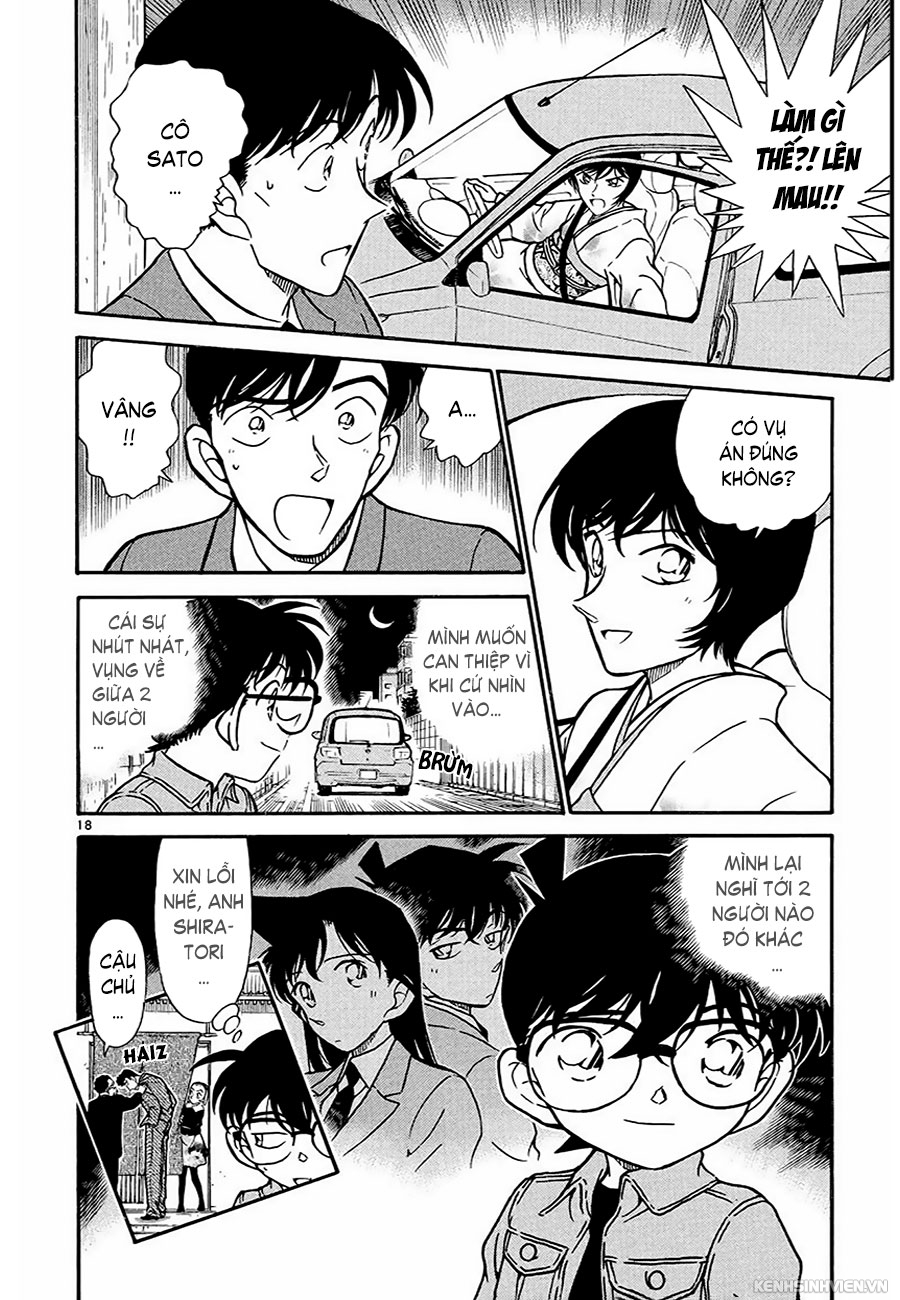 LÀM GÌ
THẾ?! LÊN
MAU!!
CÔ
SATO
...
CÓ VỤ
ÁN ĐÚNG
KHÔNG?
A...
VÂNG
!!
MÌNH MUỐN
CAN THIỆP VÌ
KHI CỨ NHÌN
VÀO...
CÁI SỰ
NHÚT NHÁT,
VỤNG VỀ
GIỮA 2
NGƯỜI
...
BRỪM
18
MÌNH LẠI
NGHĨ TỚI 2
NGƯỜI NÀO
ĐÓ KHÁC
...
XIN LỖI
NHÉ, ANH
SHIRA-
TORI
...
CẬU CHỦ
...
HẢIZ
KENHSINHVIEN.VN